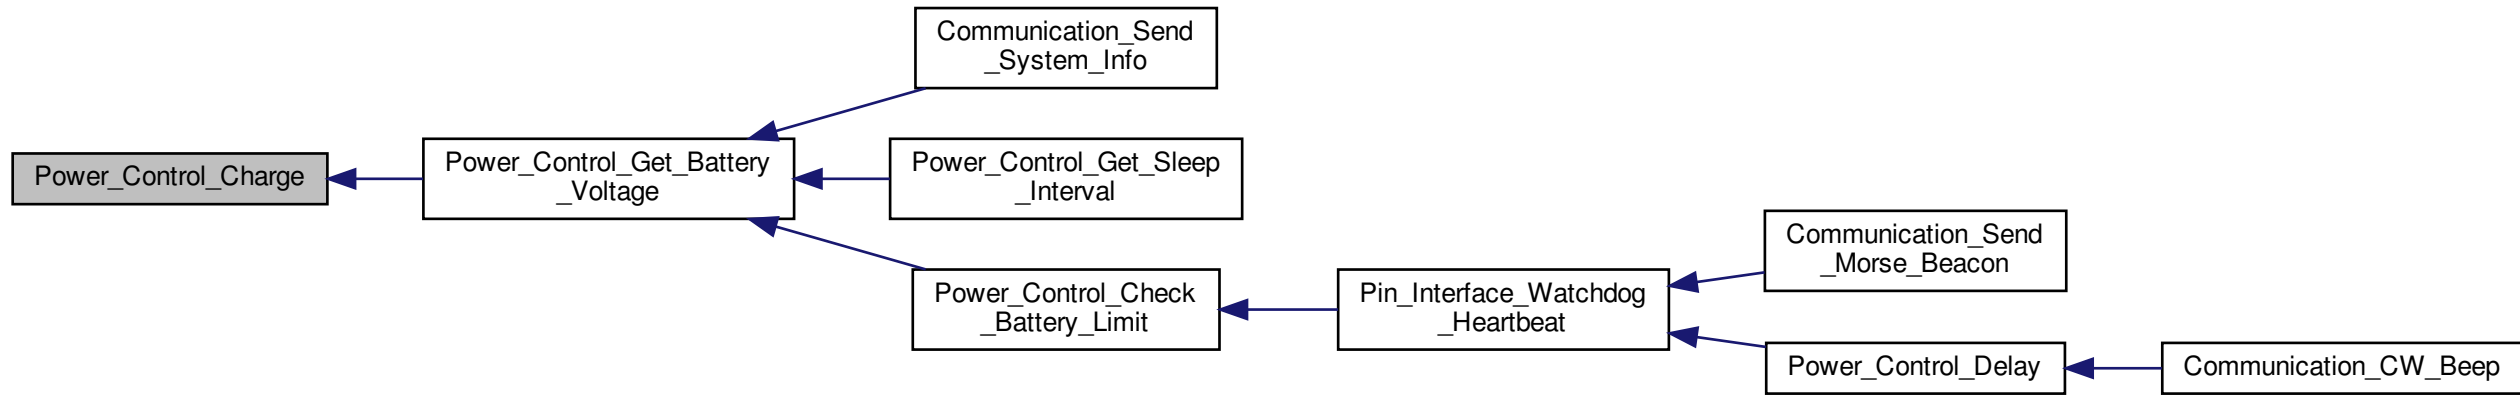 Communication_Send
_System_Info
Power_Control_Charge
Power_Control_Get_Battery
_Voltage
Power_Control_Get_Sleep
_Interval
Power_Control_Check
_Battery_Limit
Pin_Interface_Watchdog
_Heartbeat
Communication_Send
_Morse_Beacon
Power_Control_Delay
Communication_CW_Beep